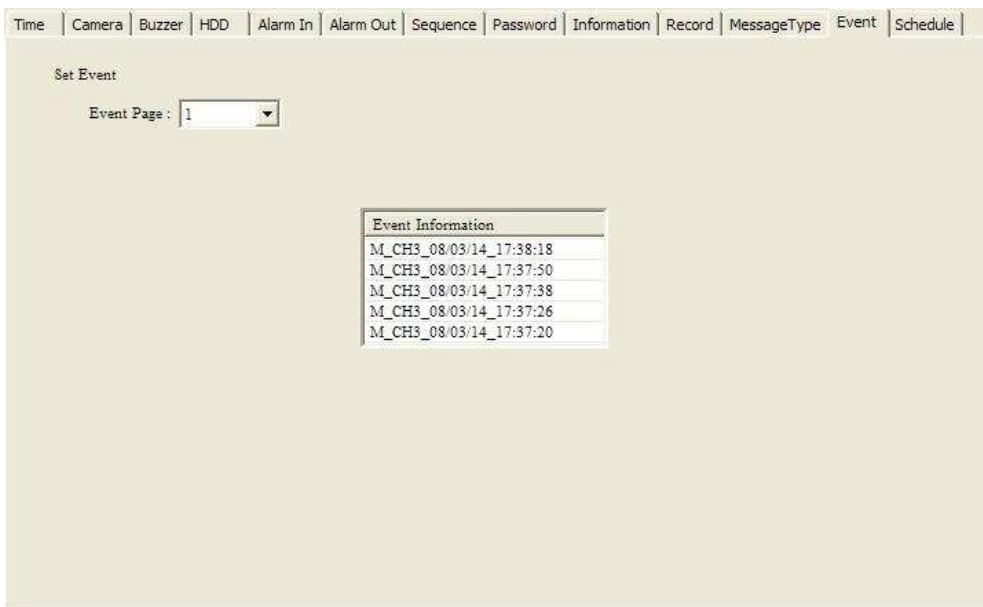 Time Camera Buzzer HDD Alarm In Alarm Out Sequence Password Information Record MessageType Event Schedule
Set Event
Event Page : 1
Event Information
M_CH3_08/03/14_17:38:18
M_CH3_08/03/14_17:37:50
M_CH3_08/03/14_17:37:38
M_CH3_08/03/14_17:37:26
M_CH3_08/03/14_17:37:20